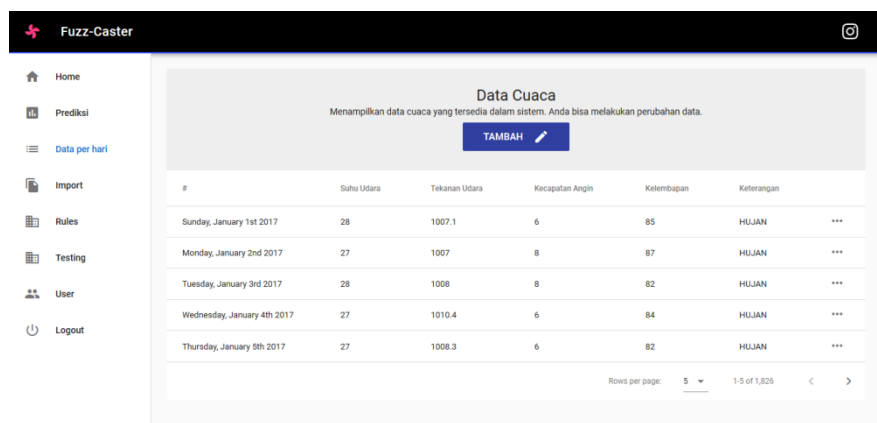 Fuzz-Caster
Home
Prediksi
Data per hari
Import
Rules
Testing
User
Logout
Data Cuaca
Menampilkan data cuaca yang tersedia dalam sistem. Anda bisa melakukan perubahan data.
TAMBAH
# Suhu Udara Tekanan Udara Kecapatan Angin Kelembapan Keterangan
Sunday, January 1st 2017 28 1007.1 6 85 HUJAN ...
Monday, January 2nd 2017 27 1007 8 87 HUJAN ...
Tuesday, January 3rd 2017 28 1008 8 82 HUJAN ...
Wednesday, January 4th 2017 27 1010.4 6 84 HUJAN ...
Thursday, January 5th 2017 27 1008.3 6 82 HUJAN ...
Rows per page: 5 1-5 of 1,826 < >